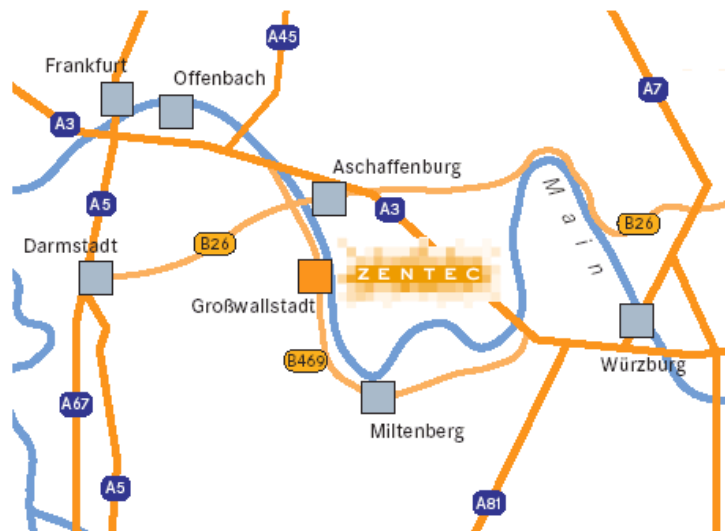 A45
Frankfurt
Offenbach
A7
A3
Aschaffenburg
Main
A5
A3
B26
B26
Darmstadt
ZENTEC
Großwallstadt
B469
Würzburg
A67
Miltenberg
A5
A81